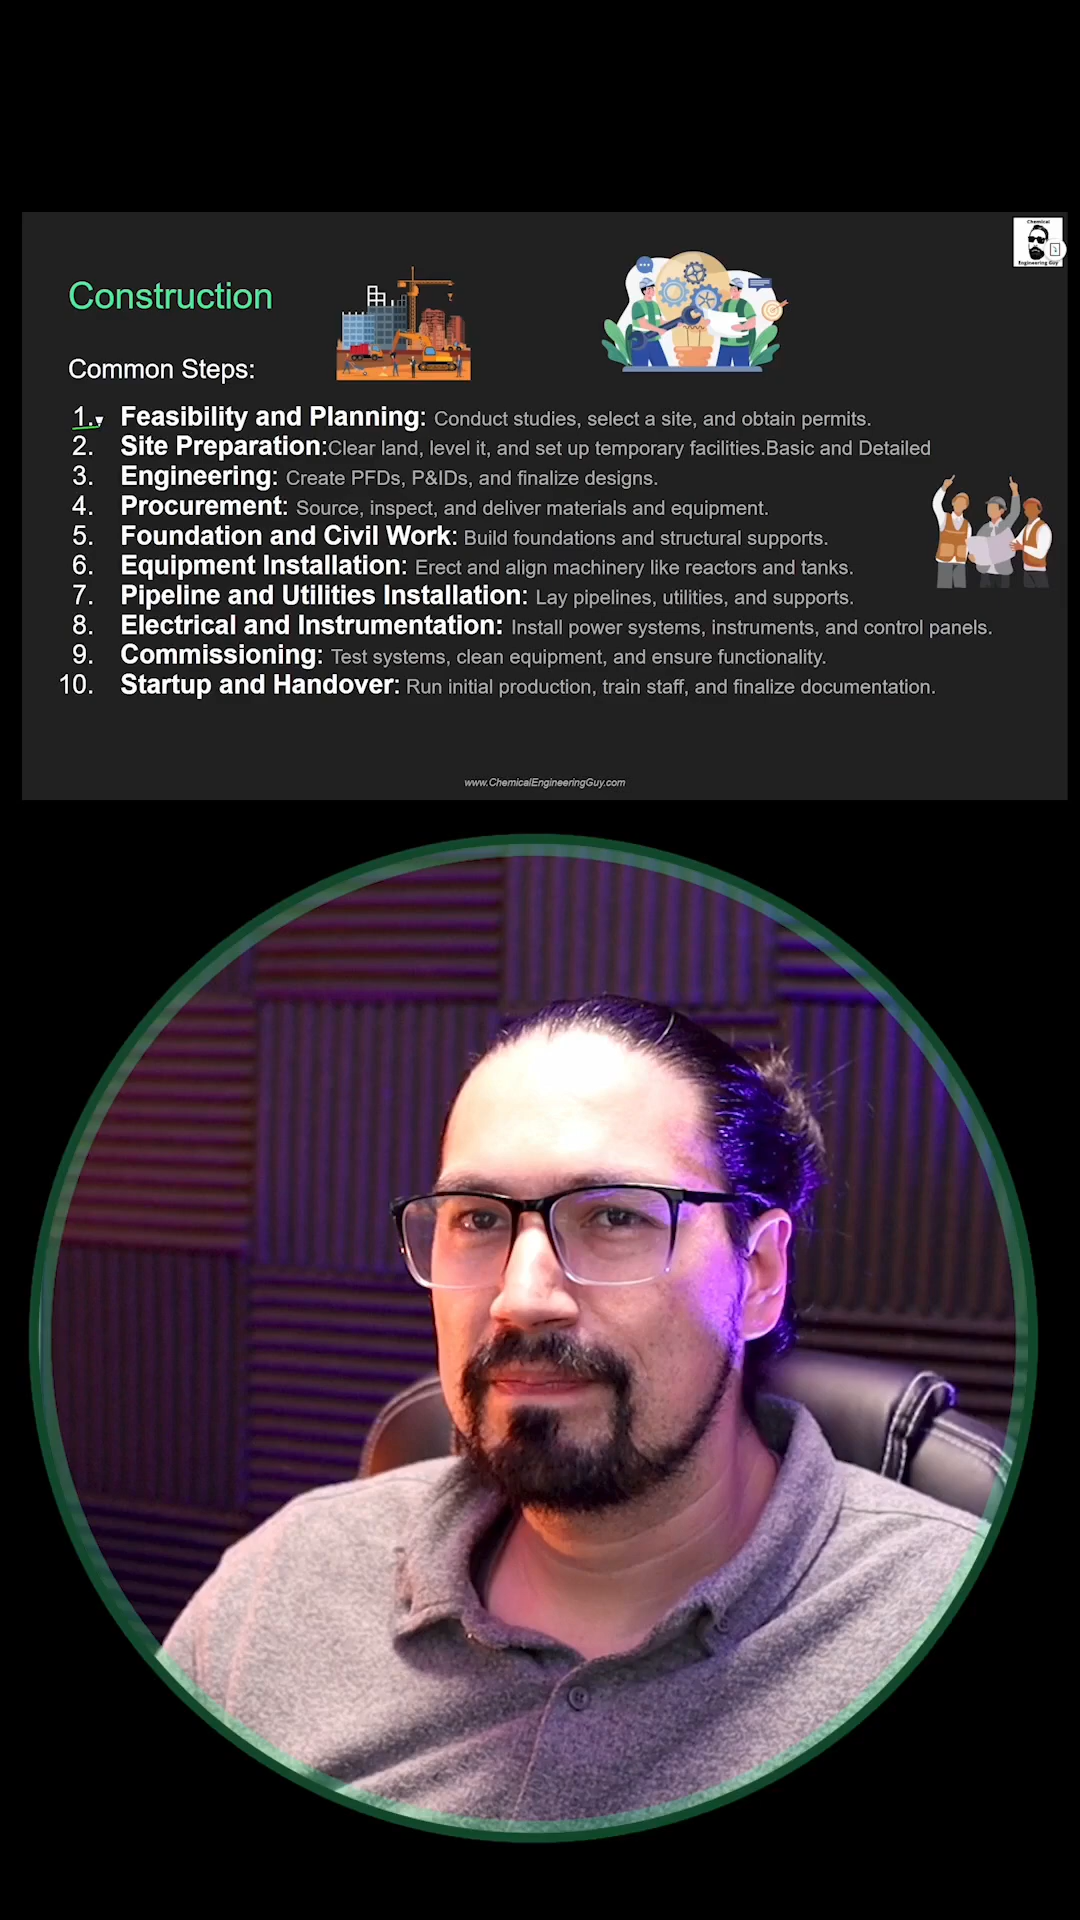 Chemical
Engineering Guy
Construction
Common Steps:
1. Feasibility and Planning: Conduct studies, select a site, and obtain permits.
2. Site Preparation:Clear land, level it, and set up temporary facilities.Basic and Detailed
3. Engineering: Create PFDs, P&IDs, and finalize designs.
4. Procurement: Source, inspect, and deliver materials and equipment.
5. Foundation and Civil Work: Build foundations and structural supports.
6. Equipment Installation: Erect and align machinery like reactors and tanks.
7. Pipeline and Utilities Installation: Lay pipelines, utilities, and supports.
8. Electrical and Instrumentation: Install power systems, instruments, and control panels.
9. Commissioning: Test systems, clean equipment, and ensure functionality.
10. Startup and Handover: Run initial production, train staff, and finalize documentation.
www.ChemicalEngineeringGuy.com